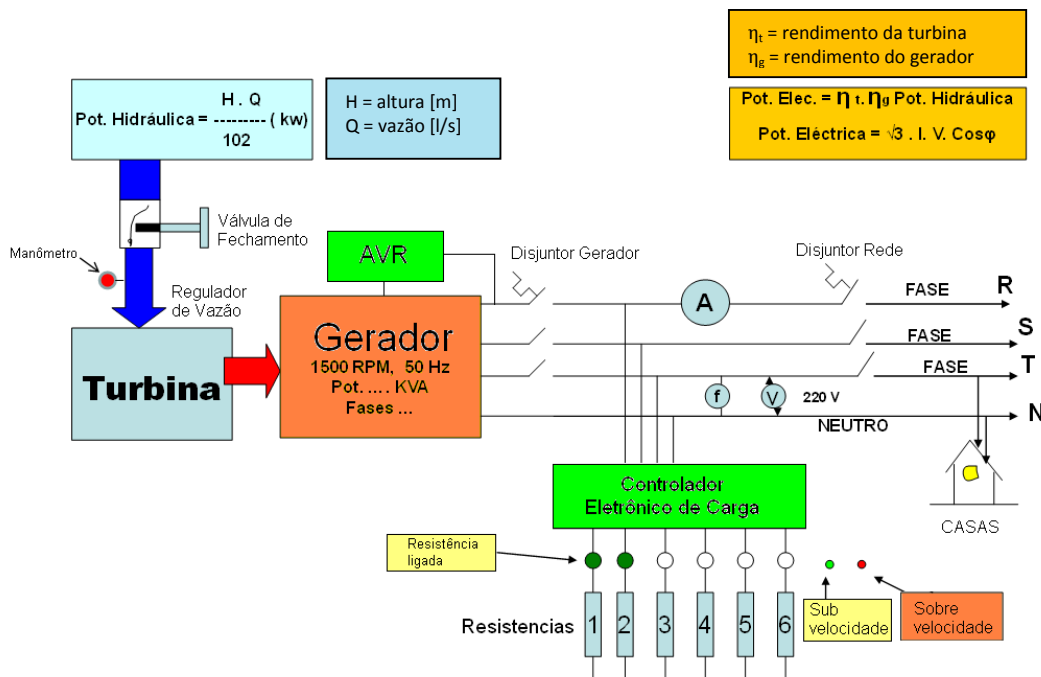 ηt = rendimento da turbina
ηg = rendimento do gerador
H . Q
Pot. Hidráulica = --------- ( kw)
102
H = altura [m]
Q = vazão [l/s]
Pot. Elec. = η t. ηg Pot. Hidráulica
Pot. Eléctrica = √3 . I. V. Cosφ
Válvula de
Fechamento
Manômetro
Regulador
de Vazão
AVR
Disjuntor Gerador
Disjuntor Rede
Turbina
Gerador
1500 RPM, 50 Hz
Pot. .... KVA
Fases ...
A
FASE
R
FASE
S
FASE
T
f
V
220 V
NEUTRO
N
CASAS
Controlador
Eletrônico de Carga
Resistência
ligada
Resistencias
1
2
3
4
5
6
Sub
velocidade
Sobre
velocidade